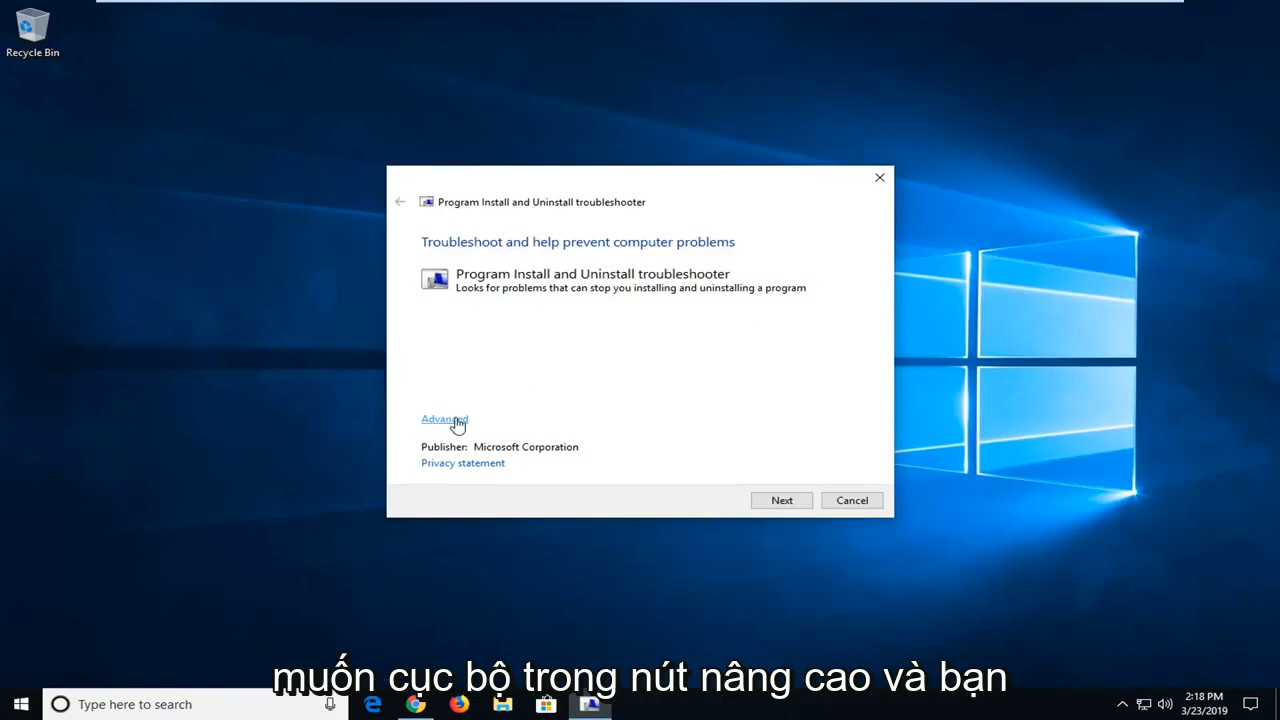 Recycle Bin
Program Install and Uninstall troubleshooter
Troubleshoot and help prevent computer problems
Program Install and Uninstall troubleshooter
Looks for problems that can stop you installing and uninstalling a program
Advanced
Publisher: Microsoft Corporation
Privacy statement
Next Cancel
muốn cục bộ trong nút nâng cao và bạn
Type here to search
2:18 PM
3/23/2019